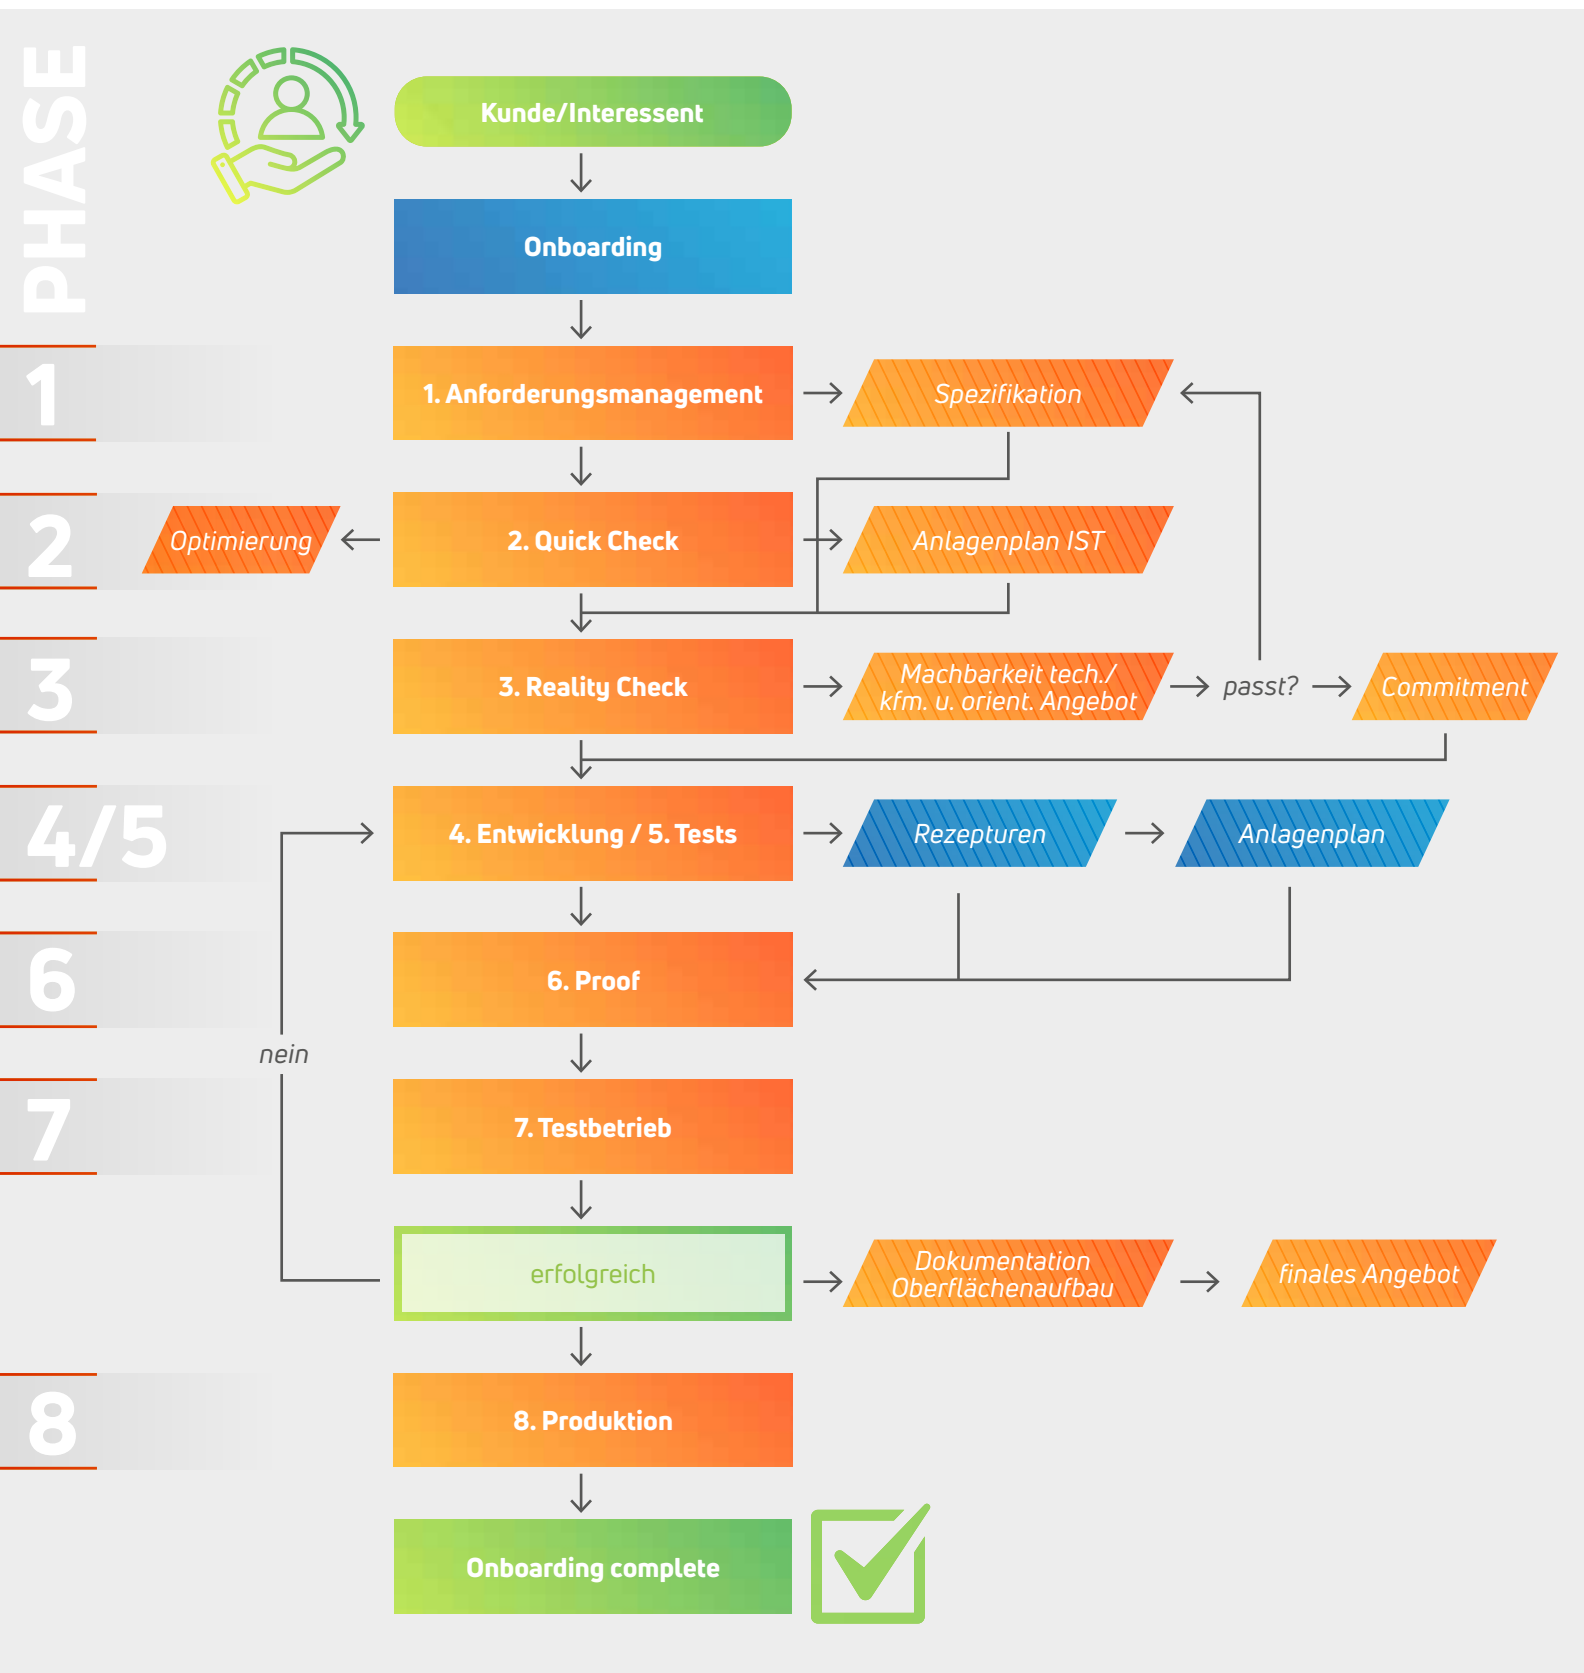 PHASE
Kunde/Interessent
Onboarding
1
1. Anforderungsmanagement
Spezifikation
2
Optimierung
2. Quick Check
Anlagenplan IST
3
3. Reality Check
Machbarkeit tech./
kfm. u. orient. Angebot
passt?
Commitment
4/5
4. Entwicklung / 5. Tests
Rezepturen
Anlagenplan
6
6. Proof
nein
7
7. Testbetrieb
erfolgreich
Dokumentation
Oberflächenaufbau
finales Angebot
8
8. Produktion
Onboarding complete